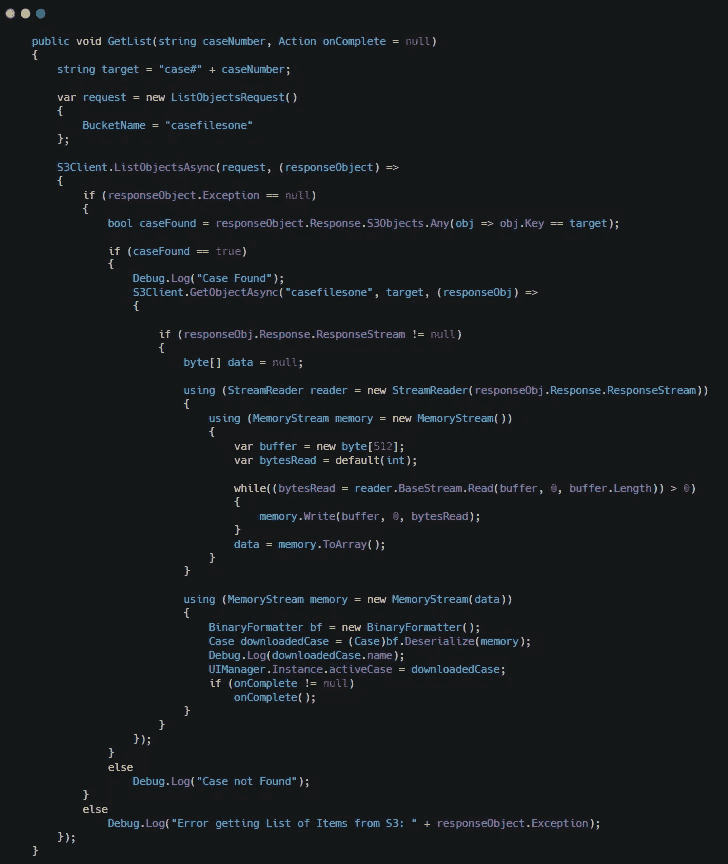 public void GetList(string caseNumber, Action onComplete = null)
{
string target = "case#" + caseNumber;
var request = new ListObjectsRequest()
{
BucketName = "casefilesone"
};
S3Client.ListObjectsAsync(request, (responseObject) =>
{
if (responseObject.Exception == null)
{
bool caseFound = responseObject.Response.S3Objects.Any(obj => obj.Key == target);
if (caseFound == true)
{
Debug.Log("Case Found");
S3Client.GetObjectAsync("casefilesone", target, (responseObj) =>
{
if (responseObj.Response.ResponseStream != null)
{
byte[] data = null;
using (StreamReader reader = new StreamReader(responseObj.Response.ResponseStream))
{
using (MemoryStream memory = new MemoryStream())
{
var buffer = new byte[512];
var bytesRead = default(int);
while((bytesRead = reader.BaseStream.Read(buffer, 0, buffer.Length)) > 0)
{
memory.Write(buffer, 0, bytesRead);
}
data = memory.ToArray();
}
}
using (MemoryStream memory = new MemoryStream(data))
{
BinaryFormatter bf = new BinaryFormatter();
Case downloadedCase = (Case)bf.Deserialize(memory);
Debug.Log(downloadedCase.name);
UIManager.Instance.activeCase = downloadedCase;
if (onComplete != null)
onComplete();
}
}
});
}
else
Debug.Log("Case not Found");
}
else
Debug.Log("Error getting List of Items from S3: " + responseObject.Exception);
});
}